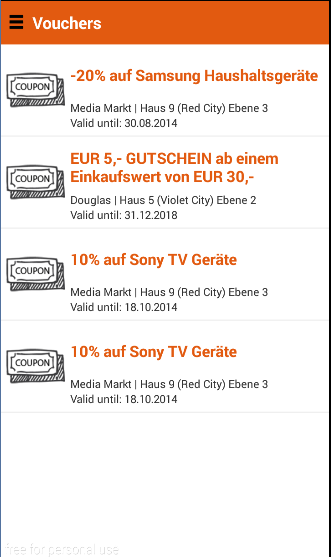 Vouchers
COUPON
-20% auf Samsung Haushaltsgeräte
Media Markt | Haus 9 (Red City) Ebene 3
Valid until: 30.08.2014
COUPON
EUR 5,- GUTSCHEIN ab einem
Einkaufswert von EUR 30,-
Douglas | Haus 5 (Violet City) Ebene 2
Valid until: 31.12.2018
COUPON
10% auf Sony TV Geräte
Media Markt | Haus 9 (Red City) Ebene 3
Valid until: 18.10.2014
COUPON
10% auf Sony TV Geräte
Media Markt | Haus 9 (Red City) Ebene 3
Valid until: 18.10.2014
free for personal use